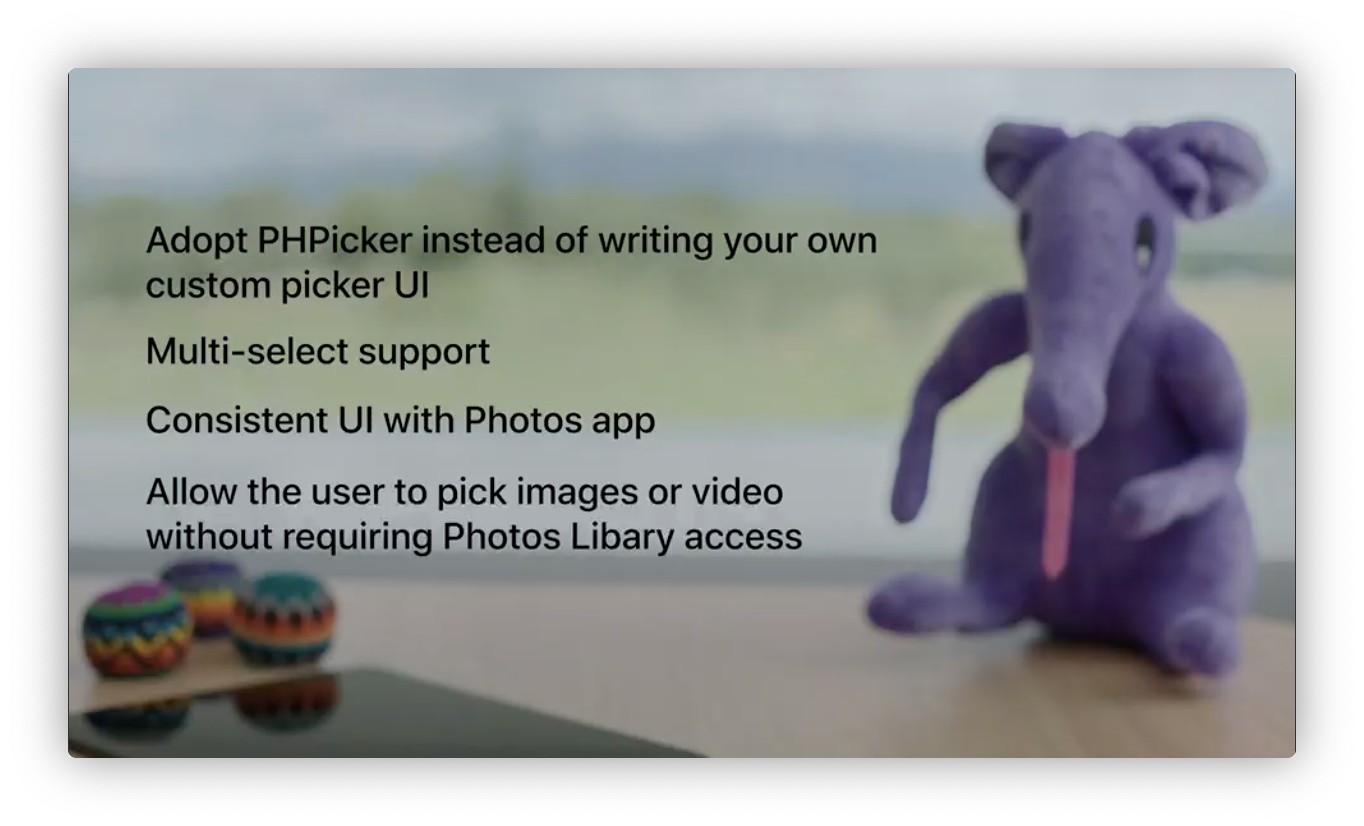 Adopt PHPicker instead of writing your own
custom picker UI
Multi-select support
Consistent UI with Photos app
Allow the user to pick images or video
without requiring Photos Libary access